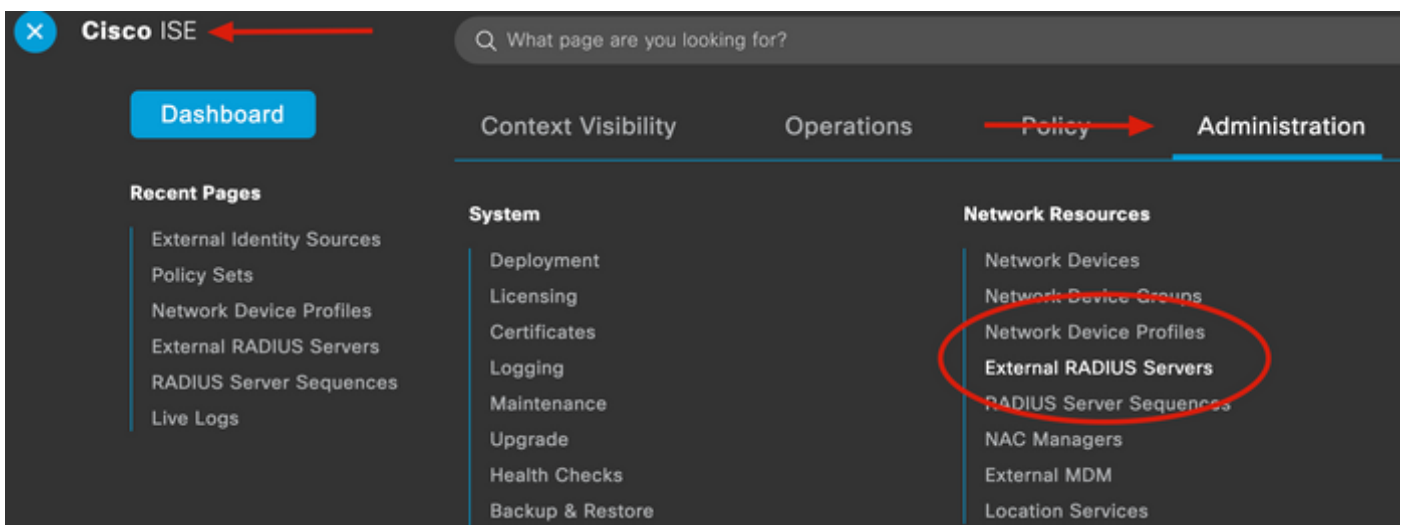 Cisco ISE
What page are you looking for?
Dashboard
Context Visibility
Operations
Policy
Administration
Recent Pages
External Identity Sources
Policy Sets
Network Device Profiles
External RADIUS Servers
RADIUS Server Sequences
Live Logs
System
Deployment
Licensing
Certificates
Logging
Maintenance
Upgrade
Health Checks
Backup & Restore
Network Resources
Network Devices
Network Device Groups
Network Device Profiles
External RADIUS Servers
RADIUS Server Sequences
NAC Managers
External MDM
Location Services